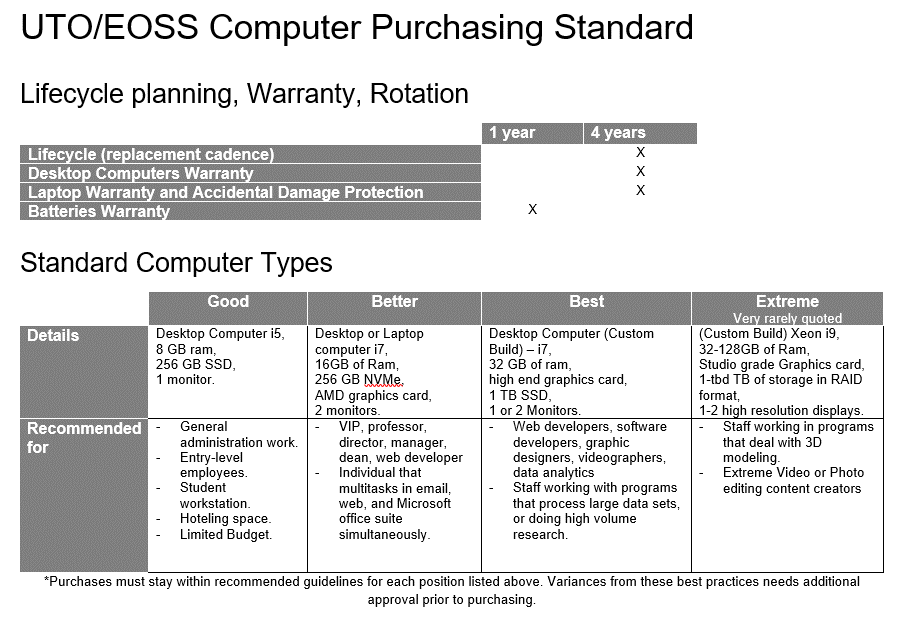 UTO/EOSS Computer Purchasing Standard
Lifecycle planning, Warranty, Rotation
1 year 4 years
Lifecycle (replacement cadence) X
Desktop Computers Warranty X
Laptop Warranty and Accidental Damage Protection X
Batteries Warranty X
Standard Computer Types
Good Better Best Extreme
Very rarely quoted
Details
Desktop Computer i5,
8 GB ram,
256 GB SSD,
1 monitor.
Desktop or Laptop
computer i7,
16GB of Ram,
256 GB NVMe,
AMD graphics card,
2 monitors.
Desktop Computer (Custom
Build) – i7,
32 GB of ram,
high end graphics card,
1 TB SSD,
1 or 2 Monitors.
(Custom Build) Xeon i9,
32-128GB of Ram,
Studio grade Graphics card,
1-tbd TB of storage in RAID
format,
1-2 high resolution displays.
Recommended
for
- General
administration work.
- Entry-level
employees.
- Student
workstation.
- Hoteling space.
- Limited Budget.
- VIP, professor,
director, manager,
dean, web developer
- Individual that
multitasks in email,
web, and Microsoft
office suite
simultaneously.
- Web developers, software
developers, graphic
designers, videographers,
data analytics
- Staff working with programs
that process large data sets,
or doing high volume
research.
- Staff working in programs
that deal with 3D
modeling.
- Extreme Video or Photo
editing content creators
*Purchases must stay within recommended guidelines for each position listed above. Variances from these best practices needs additional
approval prior to purchasing.